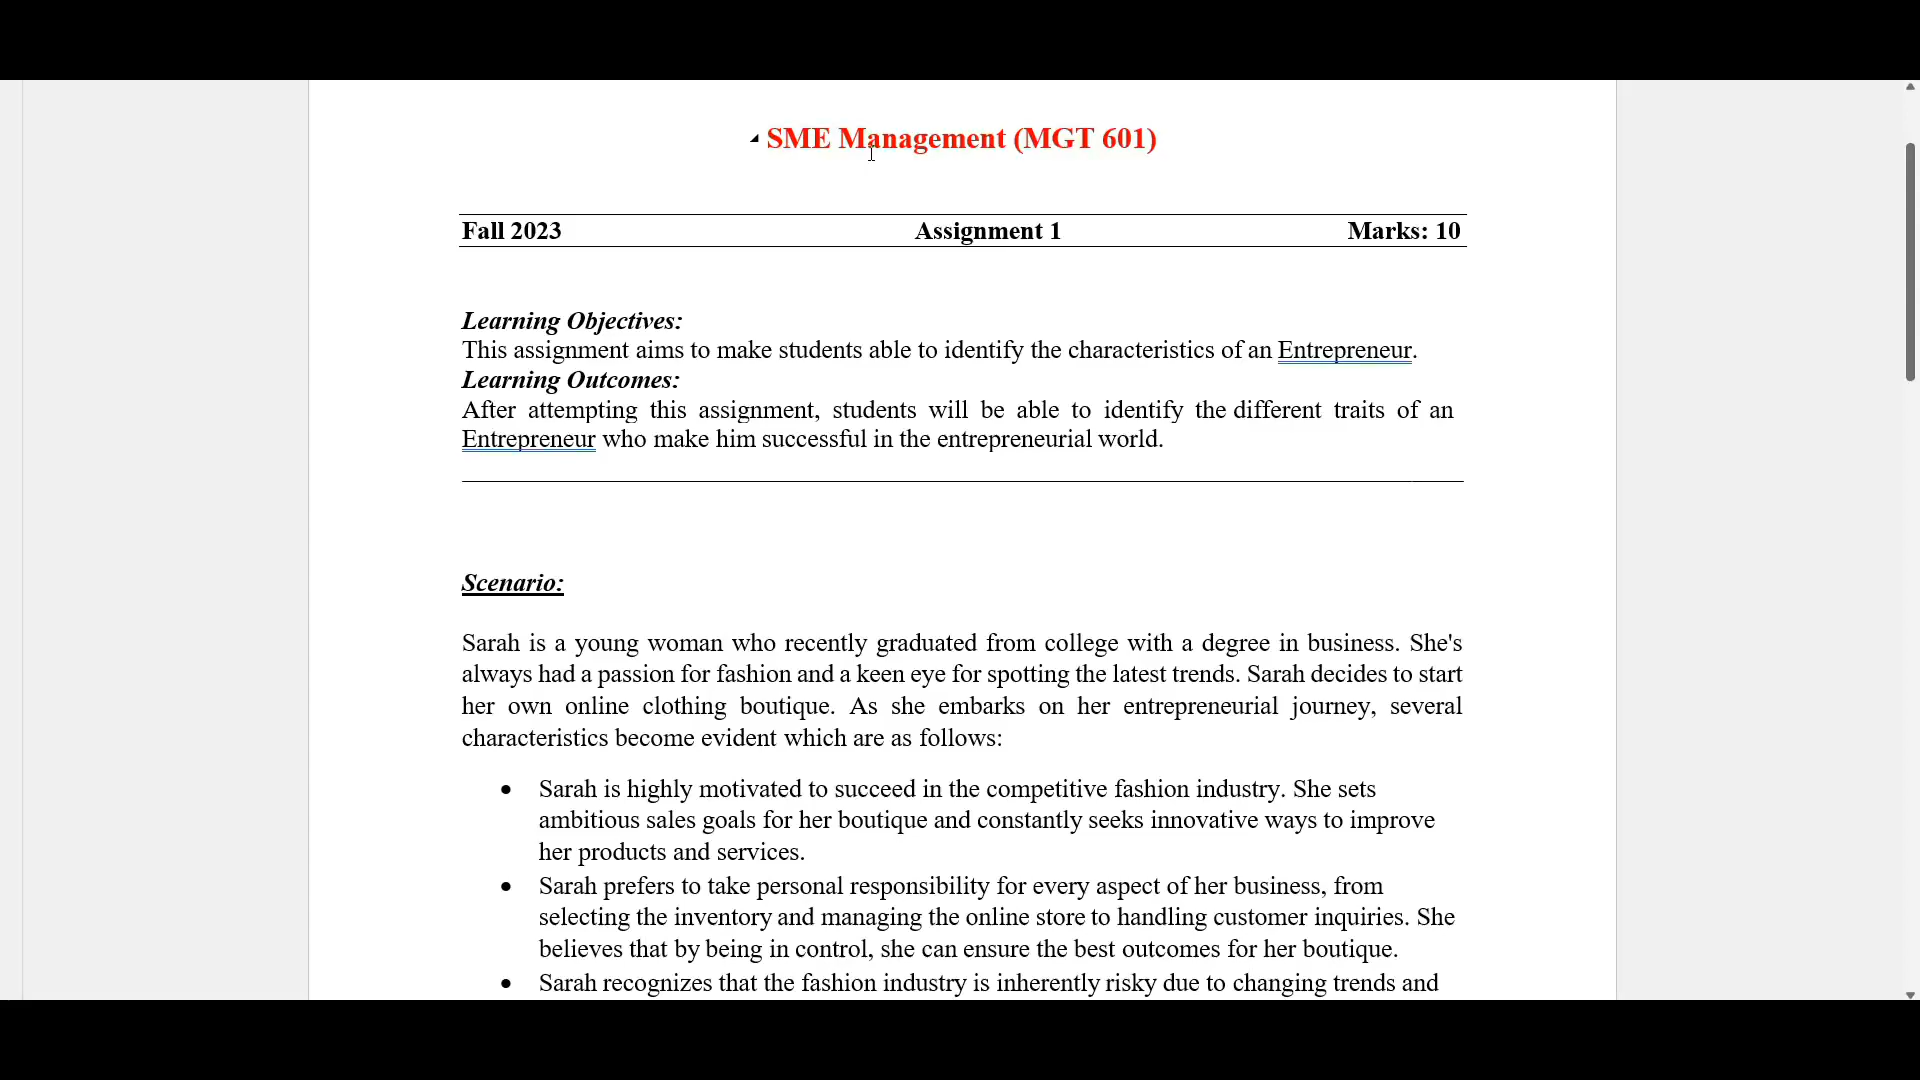 SME Management (MGT 601)
Fall 2023 Assignment 1 Marks: 10
Learning Objectives:
This assignment aims to make students able to identify the characteristics of an Entrepreneur.
Learning Outcomes:
After attempting this assignment, students will be able to identify the different traits of an
Entrepreneur who make him successful in the entrepreneurial world.
Scenario:
Sarah is a young woman who recently graduated from college with a degree in business. She's
always had a passion for fashion and a keen eye for spotting the latest trends. Sarah decides to start
her own online clothing boutique. As she embarks on her entrepreneurial journey, several
characteristics become evident which are as follows:
• Sarah is highly motivated to succeed in the competitive fashion industry. She sets
ambitious sales goals for her boutique and constantly seeks innovative ways to improve
her products and services.
• Sarah prefers to take personal responsibility for every aspect of her business, from
selecting the inventory and managing the online store to handling customer inquiries. She
believes that by being in control, she can ensure the best outcomes for her boutique.
• Sarah recognizes that the fashion industry is inherently risky due to changing trends and